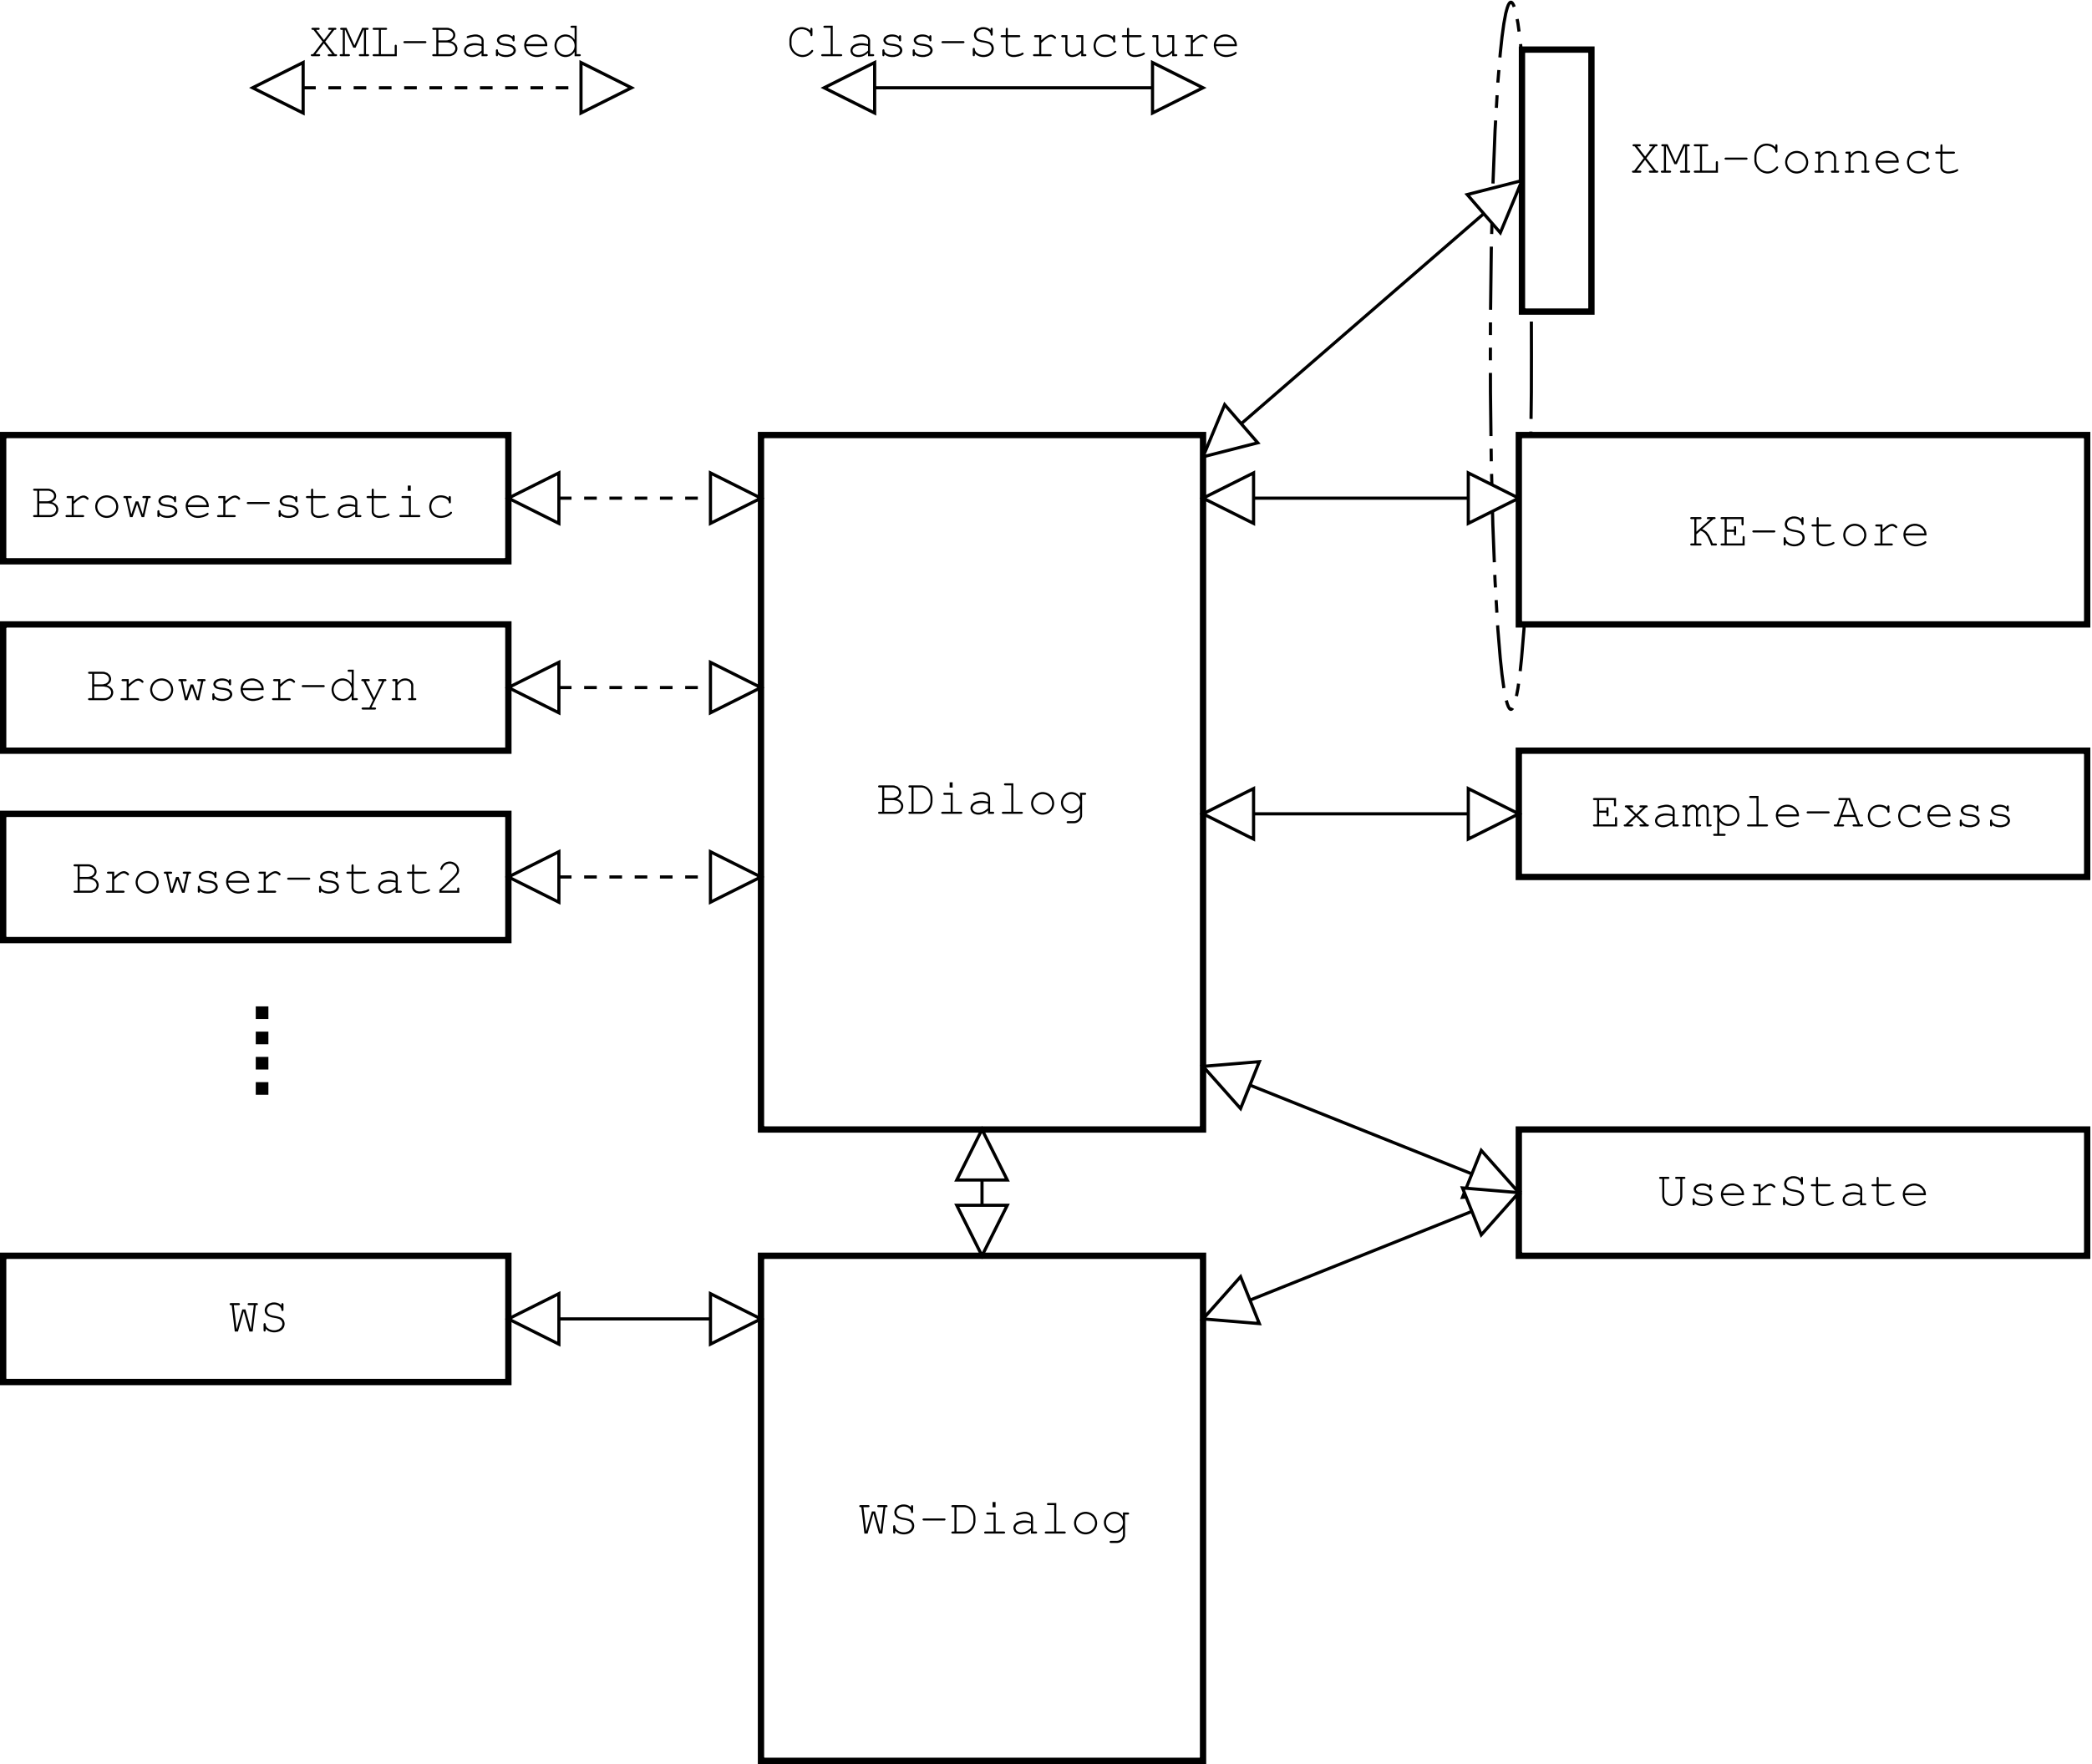 XML-Based
Class-Structure
XML-Connect
Browser-static
KE-Store
Browser-dyn
BDialog
Example-Access
Browser-stat2
UserState
WS
WS-Dialog